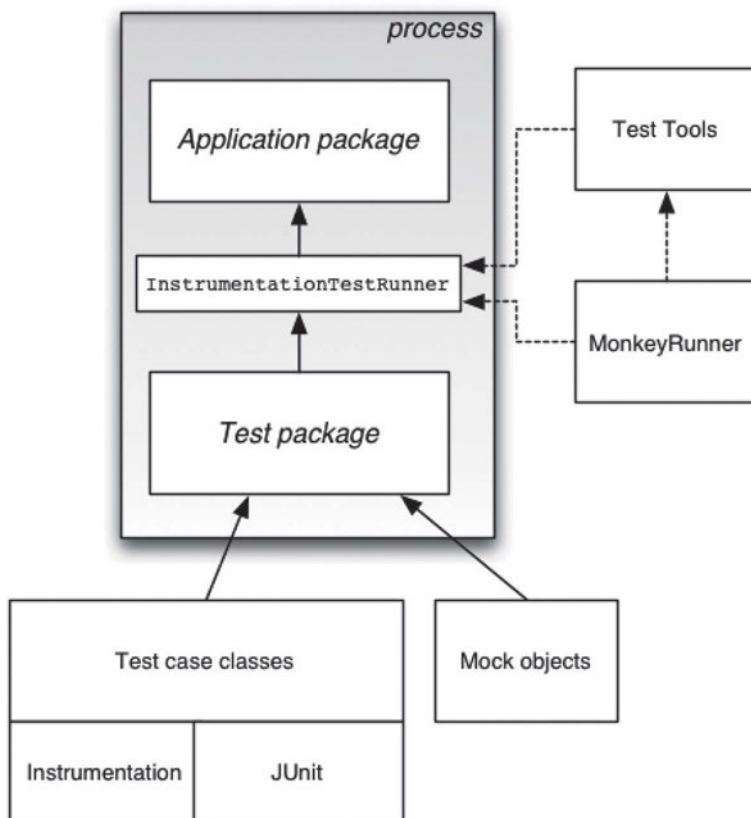 process
Application package
Test Tools
InstrumentationTestRunner
MonkeyRunner
Test package
Test case classes
Mock objects
Instrumentation
JUnit